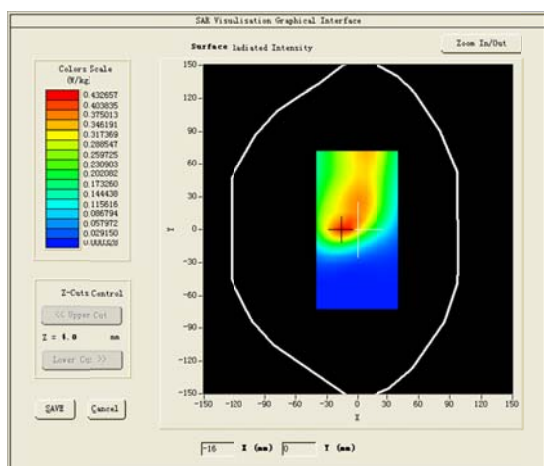 SAR Visulisation Graphical Interface
Surface ladiated Intensity
Zoom In/Out
Colors Scale
(W/kg)
0.432657
0.403835
0.375013
0.346191
0.317369
0.288547
0.259725
0.230903
0.202082
0.173260
0.144438
0.115616
0.086794
0.057972
0.029150
0.000328
Z-Cuts Control
<< Upper Cut
Z = 4.0 mm
Lower Cut >>
SAVE
Cancel
150
120
90
60
30
0
-30
-60
-90
-120
-150
Y
-150 -120 -90 -60 -30 0 30 60 90 120 150
X
-16 X (mm) 0 Y (mm)